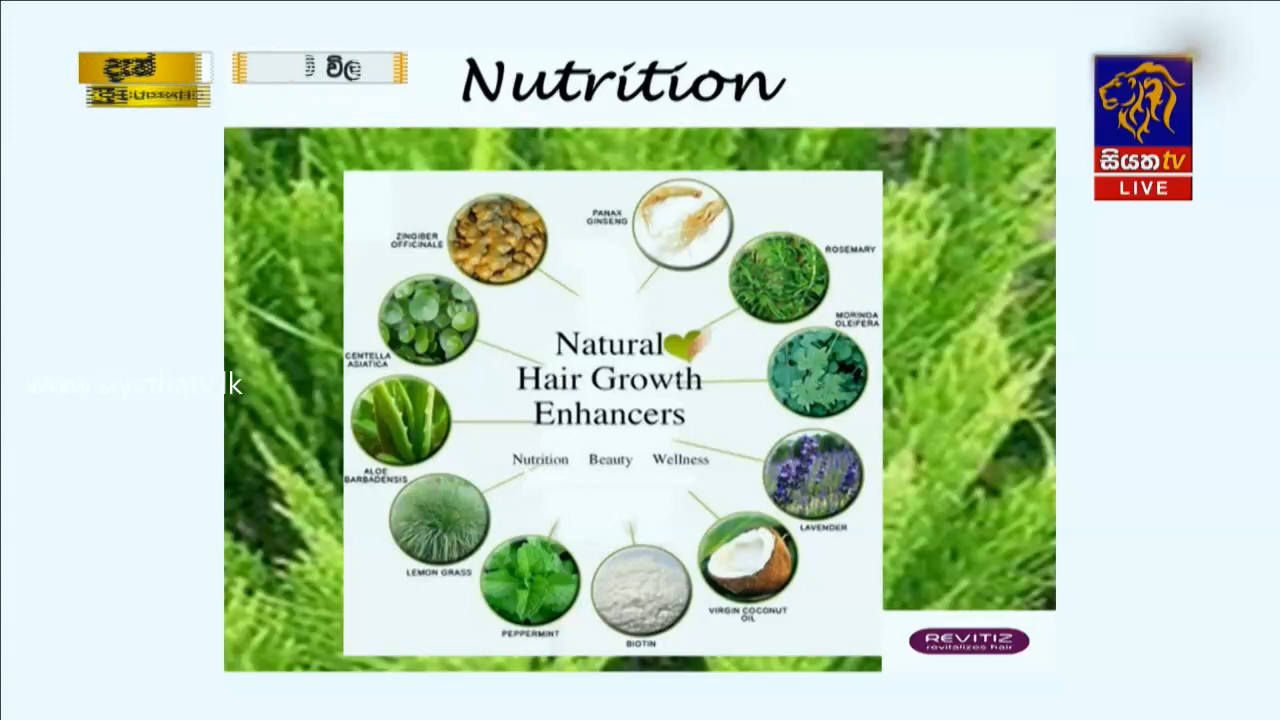 දැන්
විල
Nutrition
සියත tv
LIVE
ZINGIBER
OFFICINALE
PANAX
GINSENG
ROSEMARY
MORINGA
OLEIFERA
CENTELLA
ASIATICA
Natural
Hair Growth
Enhancers
Nutrition Beauty Wellness
ALOE
BARBADENSIS
LAVENDER
LEMON GRASS
VIRGIN COCONUT
OIL
PEPPERMINT
BIOTIN
REVITIZ
revitalizes hair